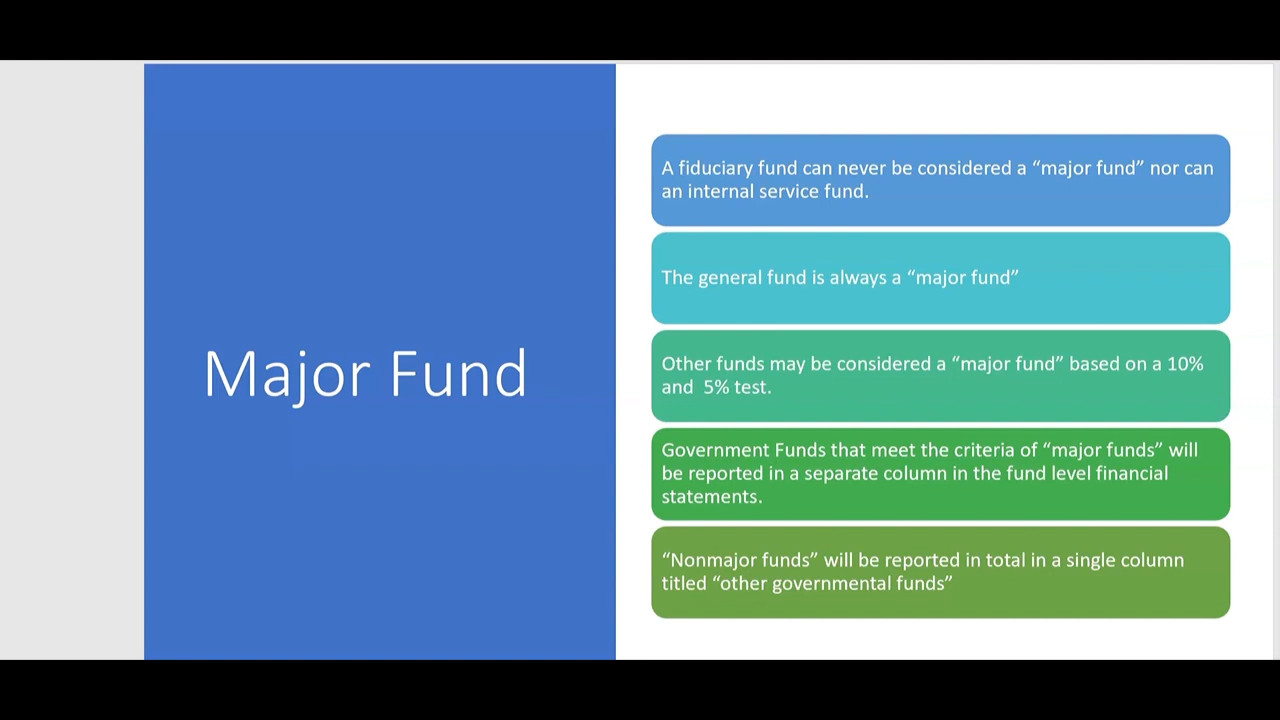 Major Fund
A fiduciary fund can never be considered a “major fund” nor can
an internal service fund.
The general fund is always a “major fund”
Other funds may be considered a “major fund” based on a 10%
and  5% test.
Government Funds that meet the criteria of “major funds” will
be reported in a separate column in the fund level financial
statements.
“Nonmajor funds” will be reported in total in a single column
titled “other governmental funds”